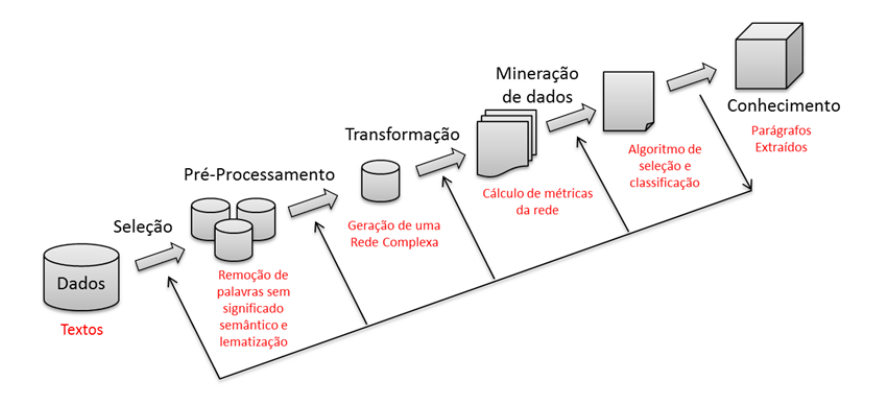 Dados
Textos
Seleção
Pré-Processamento
Remoção de
palavras sem
significado
semântico e
lematização
Transformação
Geração de uma
Rede Complexa
Mineração
de dados
Cálculo de métricas
da rede
Algoritmo de
seleção e
classificação
Conhecimento
Parágrafos
Extraídos